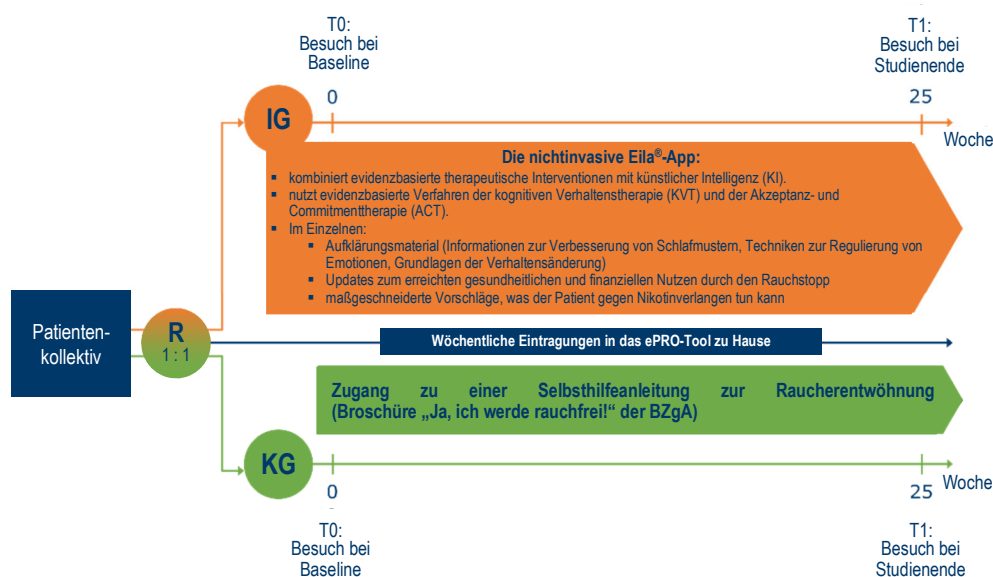 T0:
Besuch bei
Baseline
T1:
Besuch bei
Studienende
0
25
IG
Woche
Die nichtinvasive Eila®-App:
▪ kombiniert evidenzbasierte therapeutische Interventionen mit künstlicher Intelligenz (KI).
▪ nutzt evidenzbasierte Verfahren der kognitiven Verhaltenstherapie (KVT) und der Akzeptanz- und
Commitmenttherapie (ACT).
▪ Im Einzelnen:
▪ Aufklärungsmaterial (Informationen zur Verbesserung von Schlafmustern, Techniken zur Regulierung von
Emotionen, Grundlagen der Verhaltensänderung)
▪ Updates zum erreichten gesundheitlichen und finanziellen Nutzen durch den Rauchstopp
▪ maßgeschneiderte Vorschläge, was der Patient gegen Nikotinverlangen tun kann
Patienten-
kollektiv
R
1 : 1
Wöchentliche Eintragungen in das ePRO-Tool zu Hause
Zugang zu einer Selbsthilfeanleitung zur Raucherentwöhnung
(Broschüre „Ja, ich werde rauchfrei!“ der BZgA)
KG
Woche
0
25
T0:
Besuch bei
Baseline
T1:
Besuch bei
Studienende